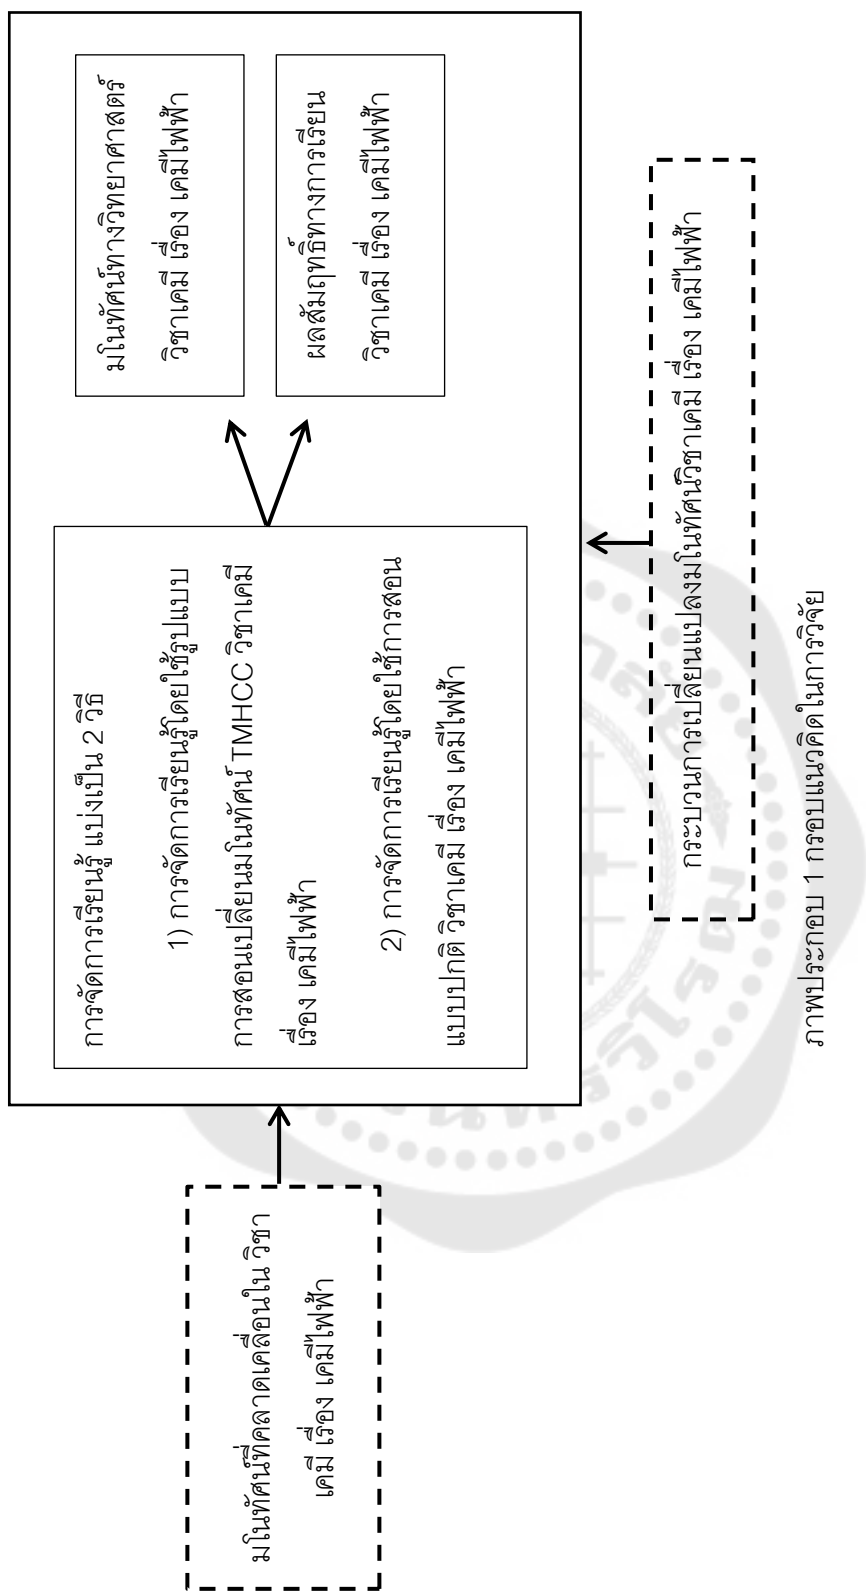 มโนทัศน์ที่คลาดเคลื่อนใน วิชา
เคมี เรื่อง เคมีไฟฟ้า
การจัดการเรียนรู้ แบ่งเป็น 2 วิธี
1) การจัดการเรียนรู้โดยใช้รูปแบบ
การสอนเปลี่ยนมโนทัศน์ TMHCC วิชาเคมี
เรื่อง เคมีไฟฟ้า
2) การจัดการเรียนรู้โดยใช้การสอน
แบบปกติ วิชาเคมี เรื่อง เคมีไฟฟ้า
มโนทัศน์ทางวิทยาศาสตร์
วิชาเคมี เรื่อง เคมีไฟฟ้า
ผลสัมฤทธิ์ทางการเรียน
วิชาเคมี เรื่อง เคมีไฟฟ้า
กระบวนการเปลี่ยนแปลงมโนทัศน์วิชาเคมี เรื่อง เคมีไฟฟ้า
ภาพประกอบ 1 กรอบแนวคิดในการวิจัย